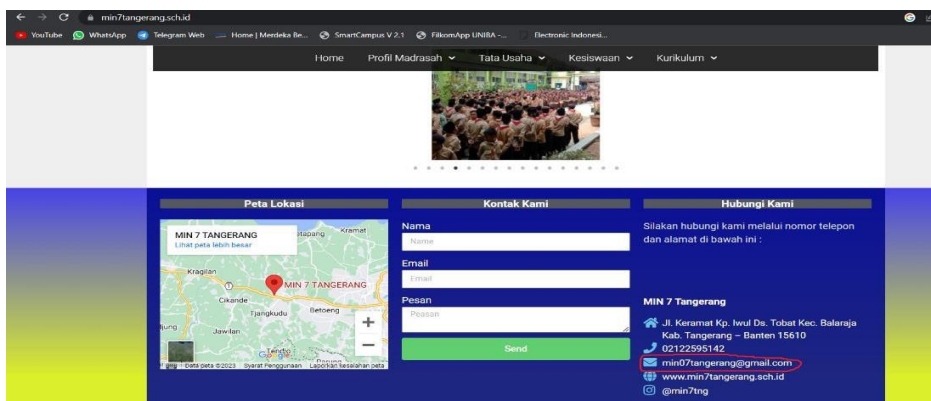 min7tangerang.sch.id
YouTube WhatsApp Telegram Web Home | Merdeka Be... SmartCampus V 2.1 FilkomApp UNIBA -... Electronic Indonesi...
Home Profil Madrasah Tata Usaha Kesiswaan Kurikulum
Peta Lokasi
MIN 7 TANGERANG
Lihat peta lebih besar
Kramat
Kragilan
MIN 7 TANGERANG
Cikande
Tjangkudu Betoeng
Jawilan
Google
Data peta ©2023 Syarat Penggunaan Laporkan kesalahan peta
Kontak Kami
Nama
Name
Email
Email
Pesan
Send
Hubungi Kami
Silakan hubungi kami melalui nomor telepon
dan alamat di bawah ini :
MIN 7 Tangerang
Jl. Keramat Kp. Iwul Ds. Tobat Kec. Balaraja
Kab. Tangerang – Banten 15610
02122595142
min07tangerang@gmail.com
www.min7tangerang.sch.id
@min7tng